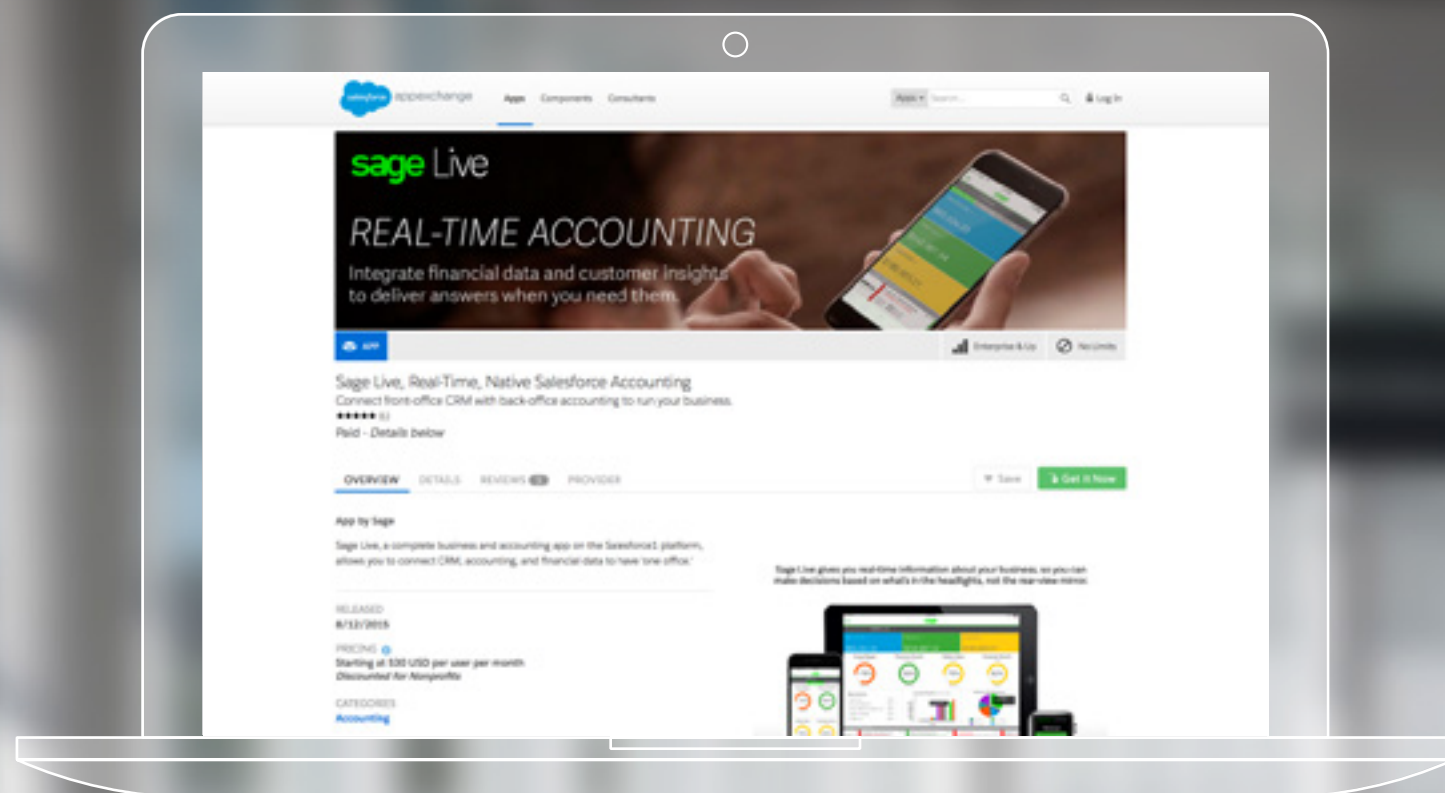 salesforce appexchange Apps Components Consultants Apps Search... Log In
sage Live
REAL-TIME ACCOUNTING
Integrate financial data and customer insights
to deliver answers when you need them.
APP Enterprise & Up No Limits
Sage Live, Real-Time, Native Salesforce Accounting
Connect front-office CRM with back-office accounting to run your business.
Paid - Details below
OVERVIEW DETAILS REVIEWS PROVIDER Save Get It Now
App by Sage
Sage Live, a complete business and accounting app on the Salesforce1 platform,
allows you to connect CRM, accounting, and financial data to have 'one office.'
Sage Live gives you real-time information about your business, so you can
make decisions based on what's in the headlights, not the rear-view mirror.
RELEASED
8/12/2015
PRICING
Starting at $30 USD per user per month
Discounted for Nonprofits
CATEGORIES
Accounting
sage